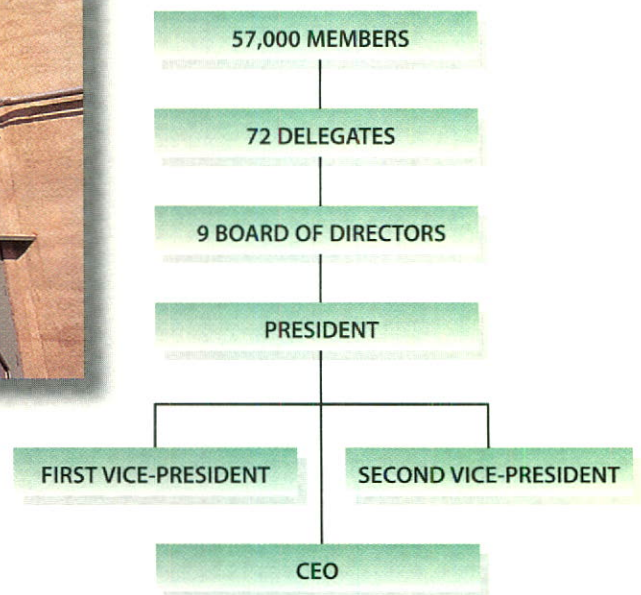 57,000 MEMBERS
72 DELEGATES
9 BOARD OF DIRECTORS
PRESIDENT
FIRST VICE-PRESIDENT
SECOND VICE-PRESIDENT
CEO